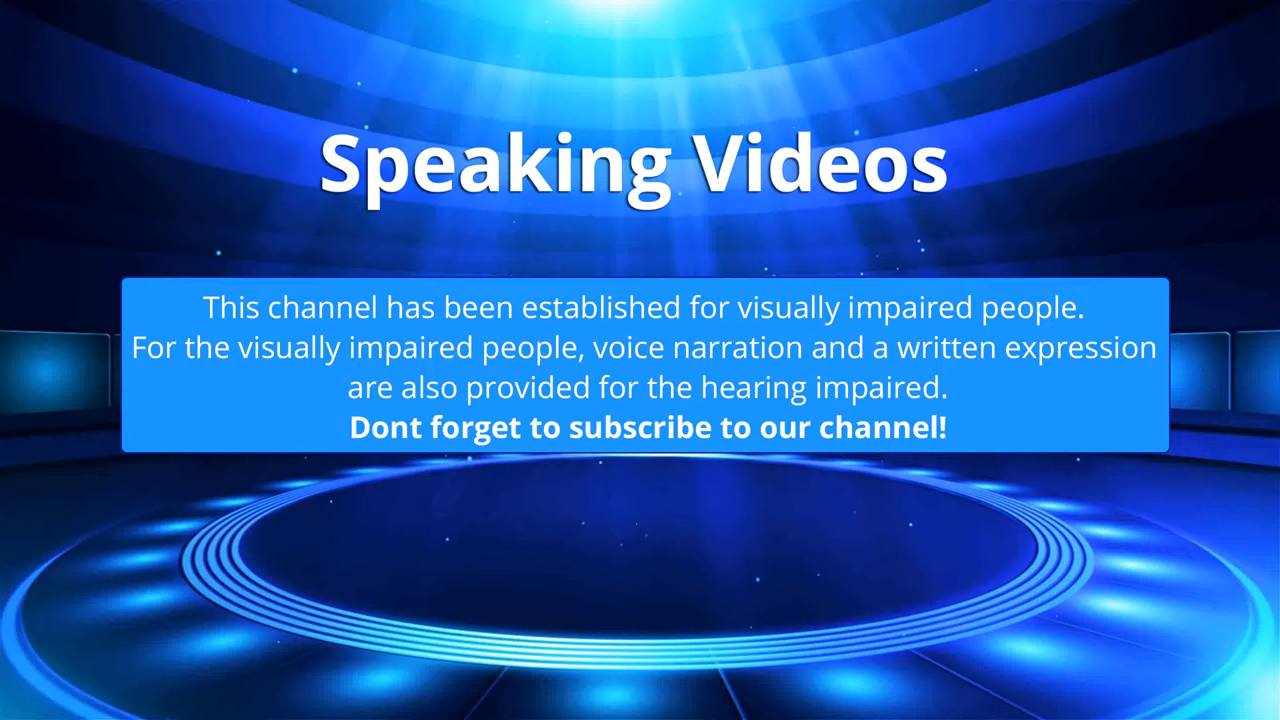 Speaking Videos
This channel has been established for visually impaired people.
For the visually impaired people, voice narration and a written expression
are also provided for the hearing impaired.
Dont forget to subscribe to our channel!